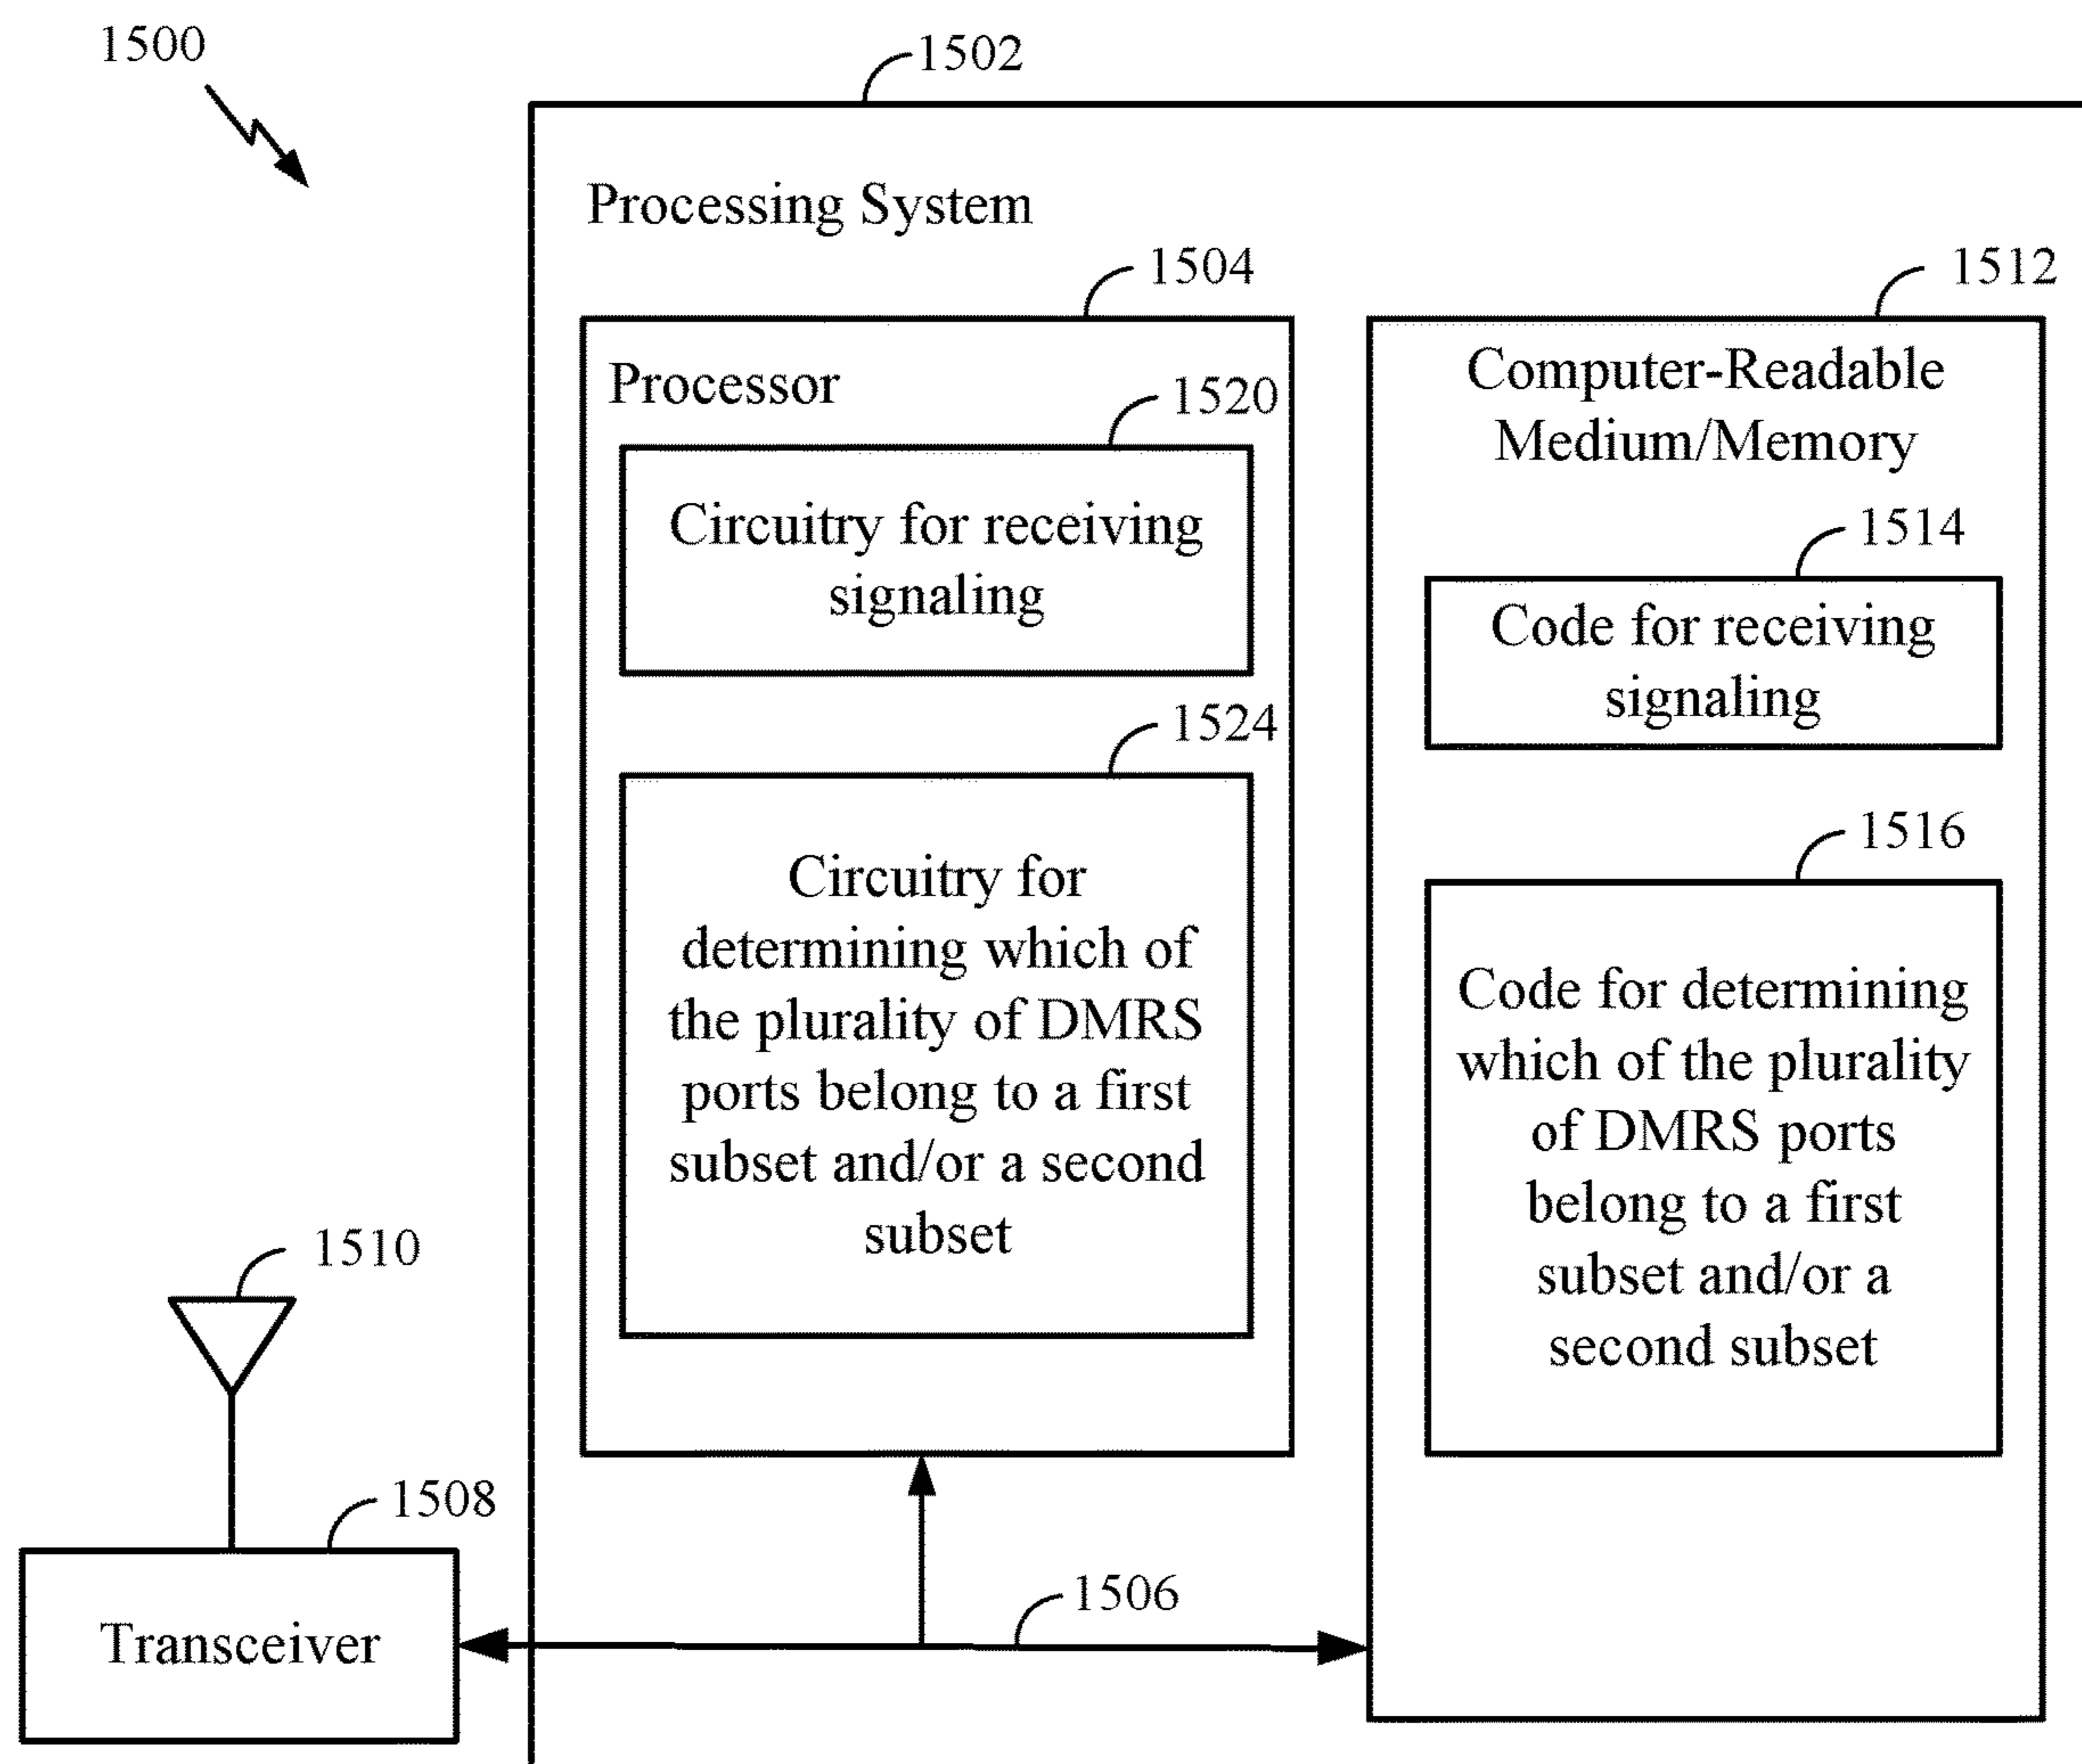 1500
1502
Processing System
1504
1512
Processor
Computer-Readable
Medium/Memory
1520
Circuitry for receiving
signaling
1514
Code for receiving
signaling
1524
Circuitry for
determining which of
the plurality of DMRS
ports belong to a first
subset and/or a second
subset
1516
Code for determining
which of the plurality
of DMRS ports
belong to a first
subset and/or a
second subset
1510
1508
Transceiver
1506